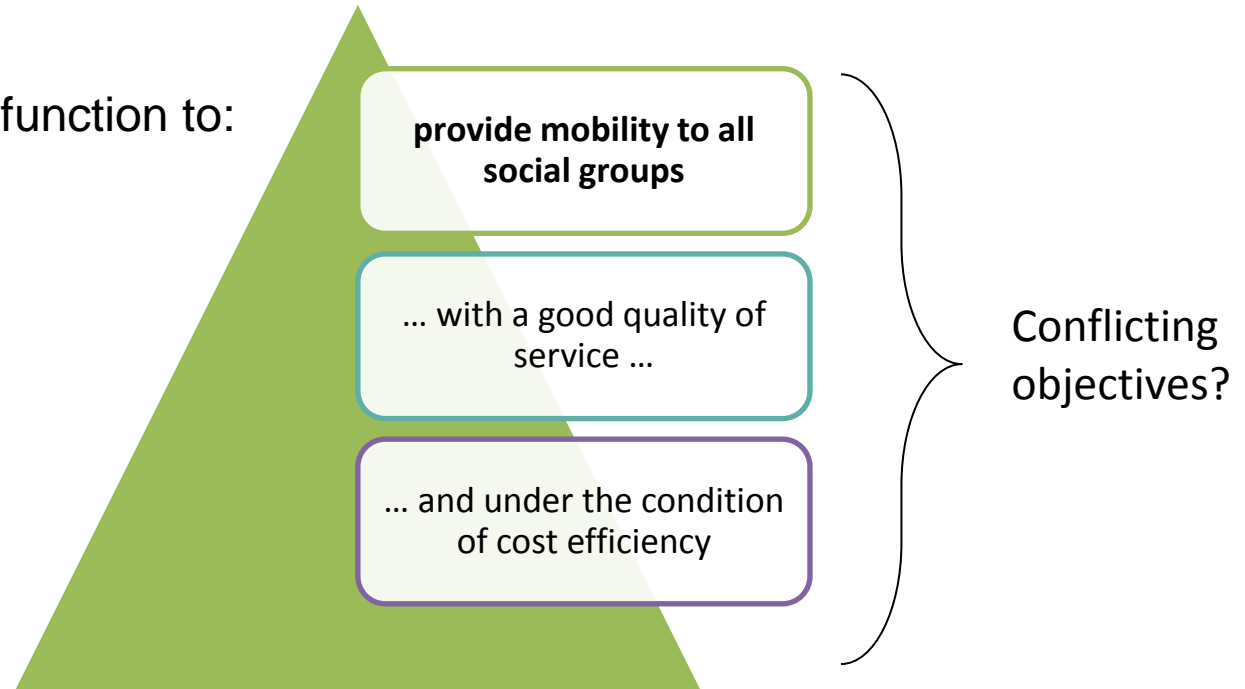 function to:
provide mobility to all
social groups
… with a good quality of
service …
… and under the condition
of cost efficiency
Conflicting
objectives?